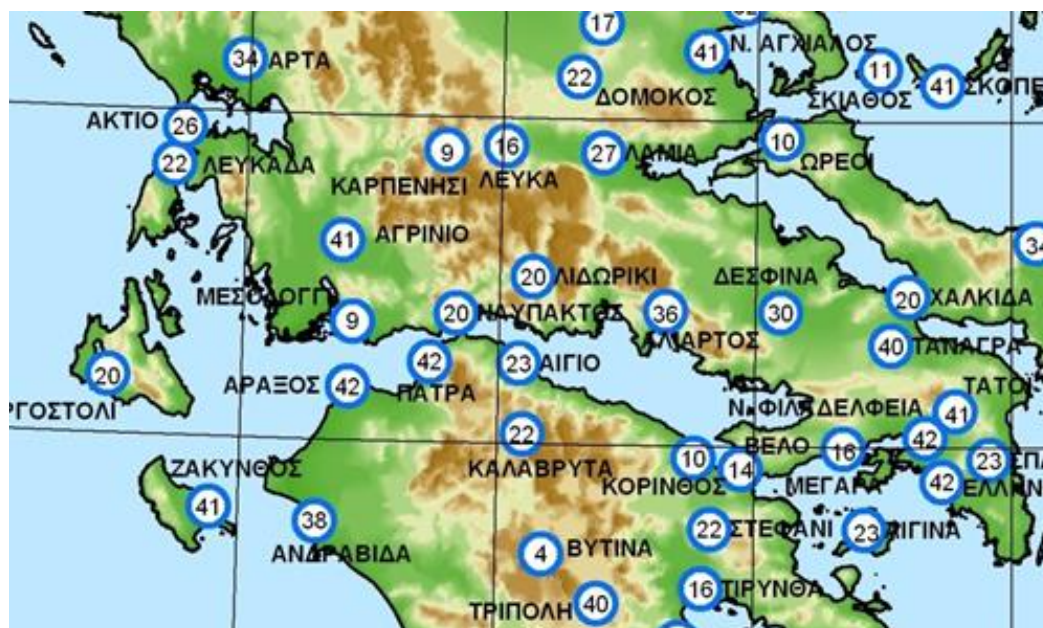 17
34 ΑΡΤΑ
41 Ν. ΑΓΧΙΑΛΟΣ
22 ΔΟΜΟΚΟΣ
11 ΣΚΙΑΘΟΣ
41 ΣΚΟΠΕ
ΑΚΤΙΟ 26
22 ΛΕΥΚΑΔΑ
9 ΚΑΡΠΕΝΗΣΙ
16 ΛΕΥΚΑ
27 ΛΑΜΙΑ
10 ΩΡΕΟΙ
41 ΑΓΡΙΝΙΟ
34
20 ΛΙΔΩΡΙΚΙ
ΔΕΣΦΙΝΑ
ΜΕΣΟΛΟΓΓΙ 9
20 ΝΑΥΠΑΚΤΟΣ
36 ΑΛΙΑΡΤΟΣ
30
20 ΧΑΛΚΙΔΑ
40 ΤΑΝΑΓΡΑ
20 ΡΓΟΣΤΟΛΙ
ΑΡΑΞΟΣ 42
42 ΠΑΤΡΑ
23 ΑΙΓΙΟ
ΤΑΤΟΙ
41
Ν. ΦΙΛΑΔΕΛΦΕΙΑ
42
22 ΚΑΛΑΒΡΥΤΑ
10 ΒΕΛΟ
14 ΚΟΡΙΝΘΟΣ
16 ΜΕΓΑΡΑ
23 ΣΠΑ
42 ΕΛΛΗΝ
ΖΑΚΥΝΘΟΣ
41
38 ΑΝΔΡΑΒΙΔΑ
4 ΒΥΤΙΝΑ
22 ΣΤΕΦΑΝΙ
23 ΑΙΓΙΝΑ
ΤΡΙΠΟΛΗ 40
16 ΤΙΡΥΝΘΑ